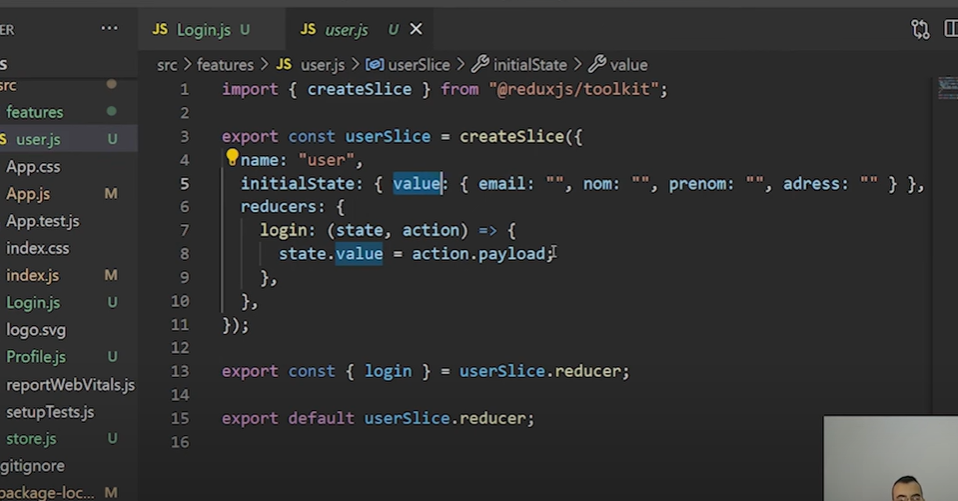 ER ...
JS Login.js U JS user.js U
S
src > features > JS user.js > userSlice > initialState > value
src
features
S user.js U
App.css
App.js M
App.test.js
index.css
index.js M
Login.js U
logo.svg
Profile.js U
reportWebVitals.js
setupTests.js
store.js U
gitignore
package-loc... M
1 import { createSlice } from "@reduxjs/toolkit";
2
3 export const userSlice = createSlice({
4 name: "user",
5 initialState: { value: { email: "", nom: "", prenom: "", adress: "" } },
6 reducers: {
7 login: (state, action) => {
8 state.value = action.payload;
9 },
10 },
11 });
12
13 export const { login } = userSlice.reducer;
14
15 export default userSlice.reducer;
16